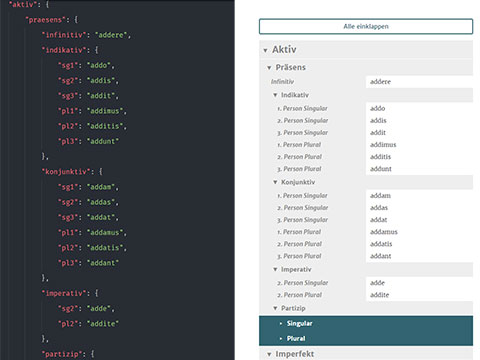 "aktiv": {
"praesens": {
"infinitiv": "addere",
"indikativ": {
"sg1": "addo",
"sg2": "addis",
"sg3": "addit",
"pl1": "addimus",
"pl2": "additis",
"pl3": "addunt"
},
"konjunktiv": {
"sg1": "addam",
"sg2": "addas",
"sg3": "addat",
"pl1": "addamus",
"pl2": "addatis",
"pl3": "addant"
},
"imperativ": {
"sg2": "adde",
"pl2": "addite"
},
"partizip": {
Alle einklappen
▼ Aktiv
▼ Präsens
Infinitiv addere
▼ Indikativ
1. Person Singular addo
2. Person Singular addis
3. Person Singular addit
1. Person Plural addimus
2. Person Plural additis
3. Person Plural addunt
▼ Konjunktiv
1. Person Singular addam
2. Person Singular addas
3. Person Singular addat
1. Person Plural addamus
2. Person Plural addatis
3. Person Plural addant
▼ Imperativ
2. Person Singular adde
2. Person Plural addite
▼ Partizip
▸ Singular
▸ Plural
▼ Imperfekt